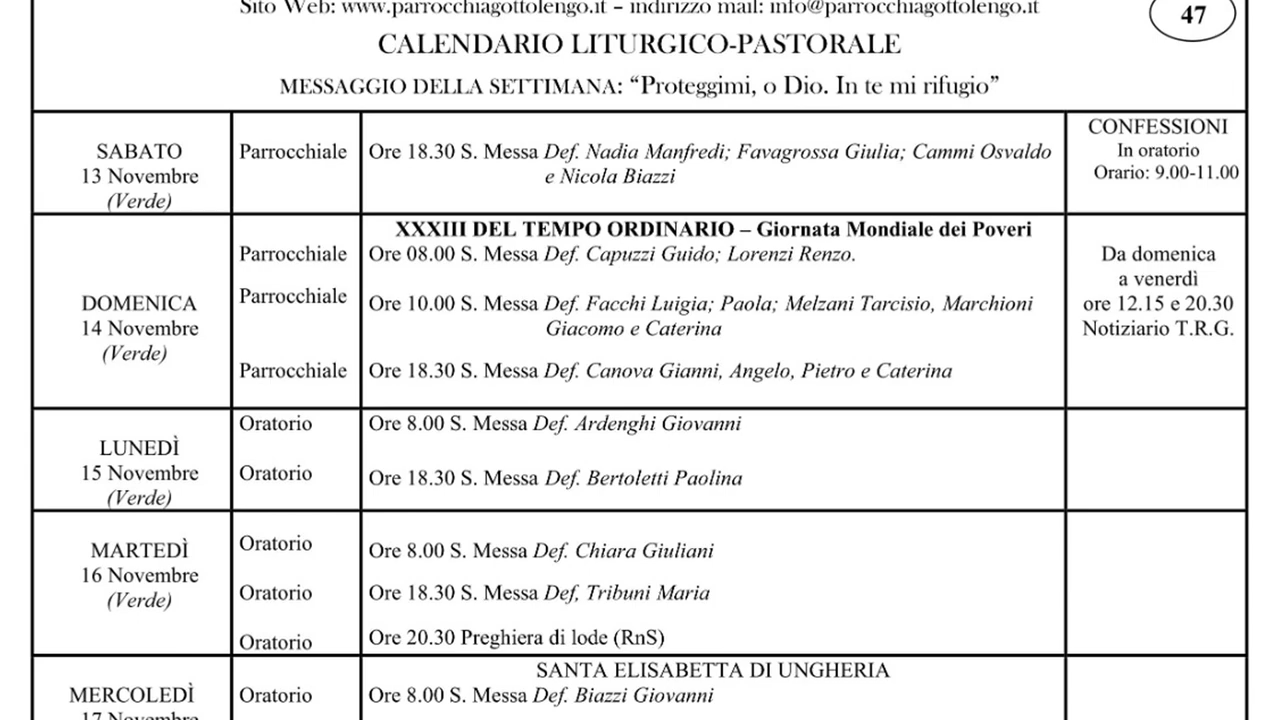 Sito Web: www.parrocchiagottolengo.it – indirizzo mail: info@parrocchiagottolengo.it
47
CALENDARIO LITURGICO-PASTORALE
MESSAGGIO DELLA SETTIMANA: “Proteggimi, o Dio. In te mi rifugio”
SABATO
13 Novembre
(Verde)
Parrocchiale
Ore 18.30 S. Messa Def. Nadia Manfredi; Favagrossa Giulia; Cammi Osvaldo
e Nicola Biazzi
CONFESSIONI
In oratorio
Orario: 9.00-11.00
DOMENICA
14 Novembre
(Verde)
XXXIII DEL TEMPO ORDINARIO – Giornata Mondiale dei Poveri
Parrocchiale
Ore 08.00 S. Messa Def. Capuzzi Guido; Lorenzi Renzo.
Parrocchiale
Ore 10.00 S. Messa Def. Facchi Luigia; Paola; Melzani Tarcisio, Marchioni
Giacomo e Caterina
Parrocchiale
Ore 18.30 S. Messa Def. Canova Gianni, Angelo, Pietro e Caterina
Da domenica
a venerdì
ore 12.15 e 20.30
Notiziario T.R.G.
LUNEDÌ
15 Novembre
(Verde)
Oratorio
Ore 8.00 S. Messa Def. Ardenghi Giovanni
Oratorio
Ore 18.30 S. Messa Def. Bertoletti Paolina
MARTEDÌ
16 Novembre
(Verde)
Oratorio
Ore 8.00 S. Messa Def. Chiara Giuliani
Oratorio
Ore 18.30 S. Messa Def, Tribuni Maria
Oratorio
Ore 20.30 Preghiera di lode (RnS)
MERCOLEDÌ
17 Novembre
SANTA ELISABETTA DI UNGHERIA
Oratorio
Ore 8.00 S. Messa Def. Biazzi Giovanni